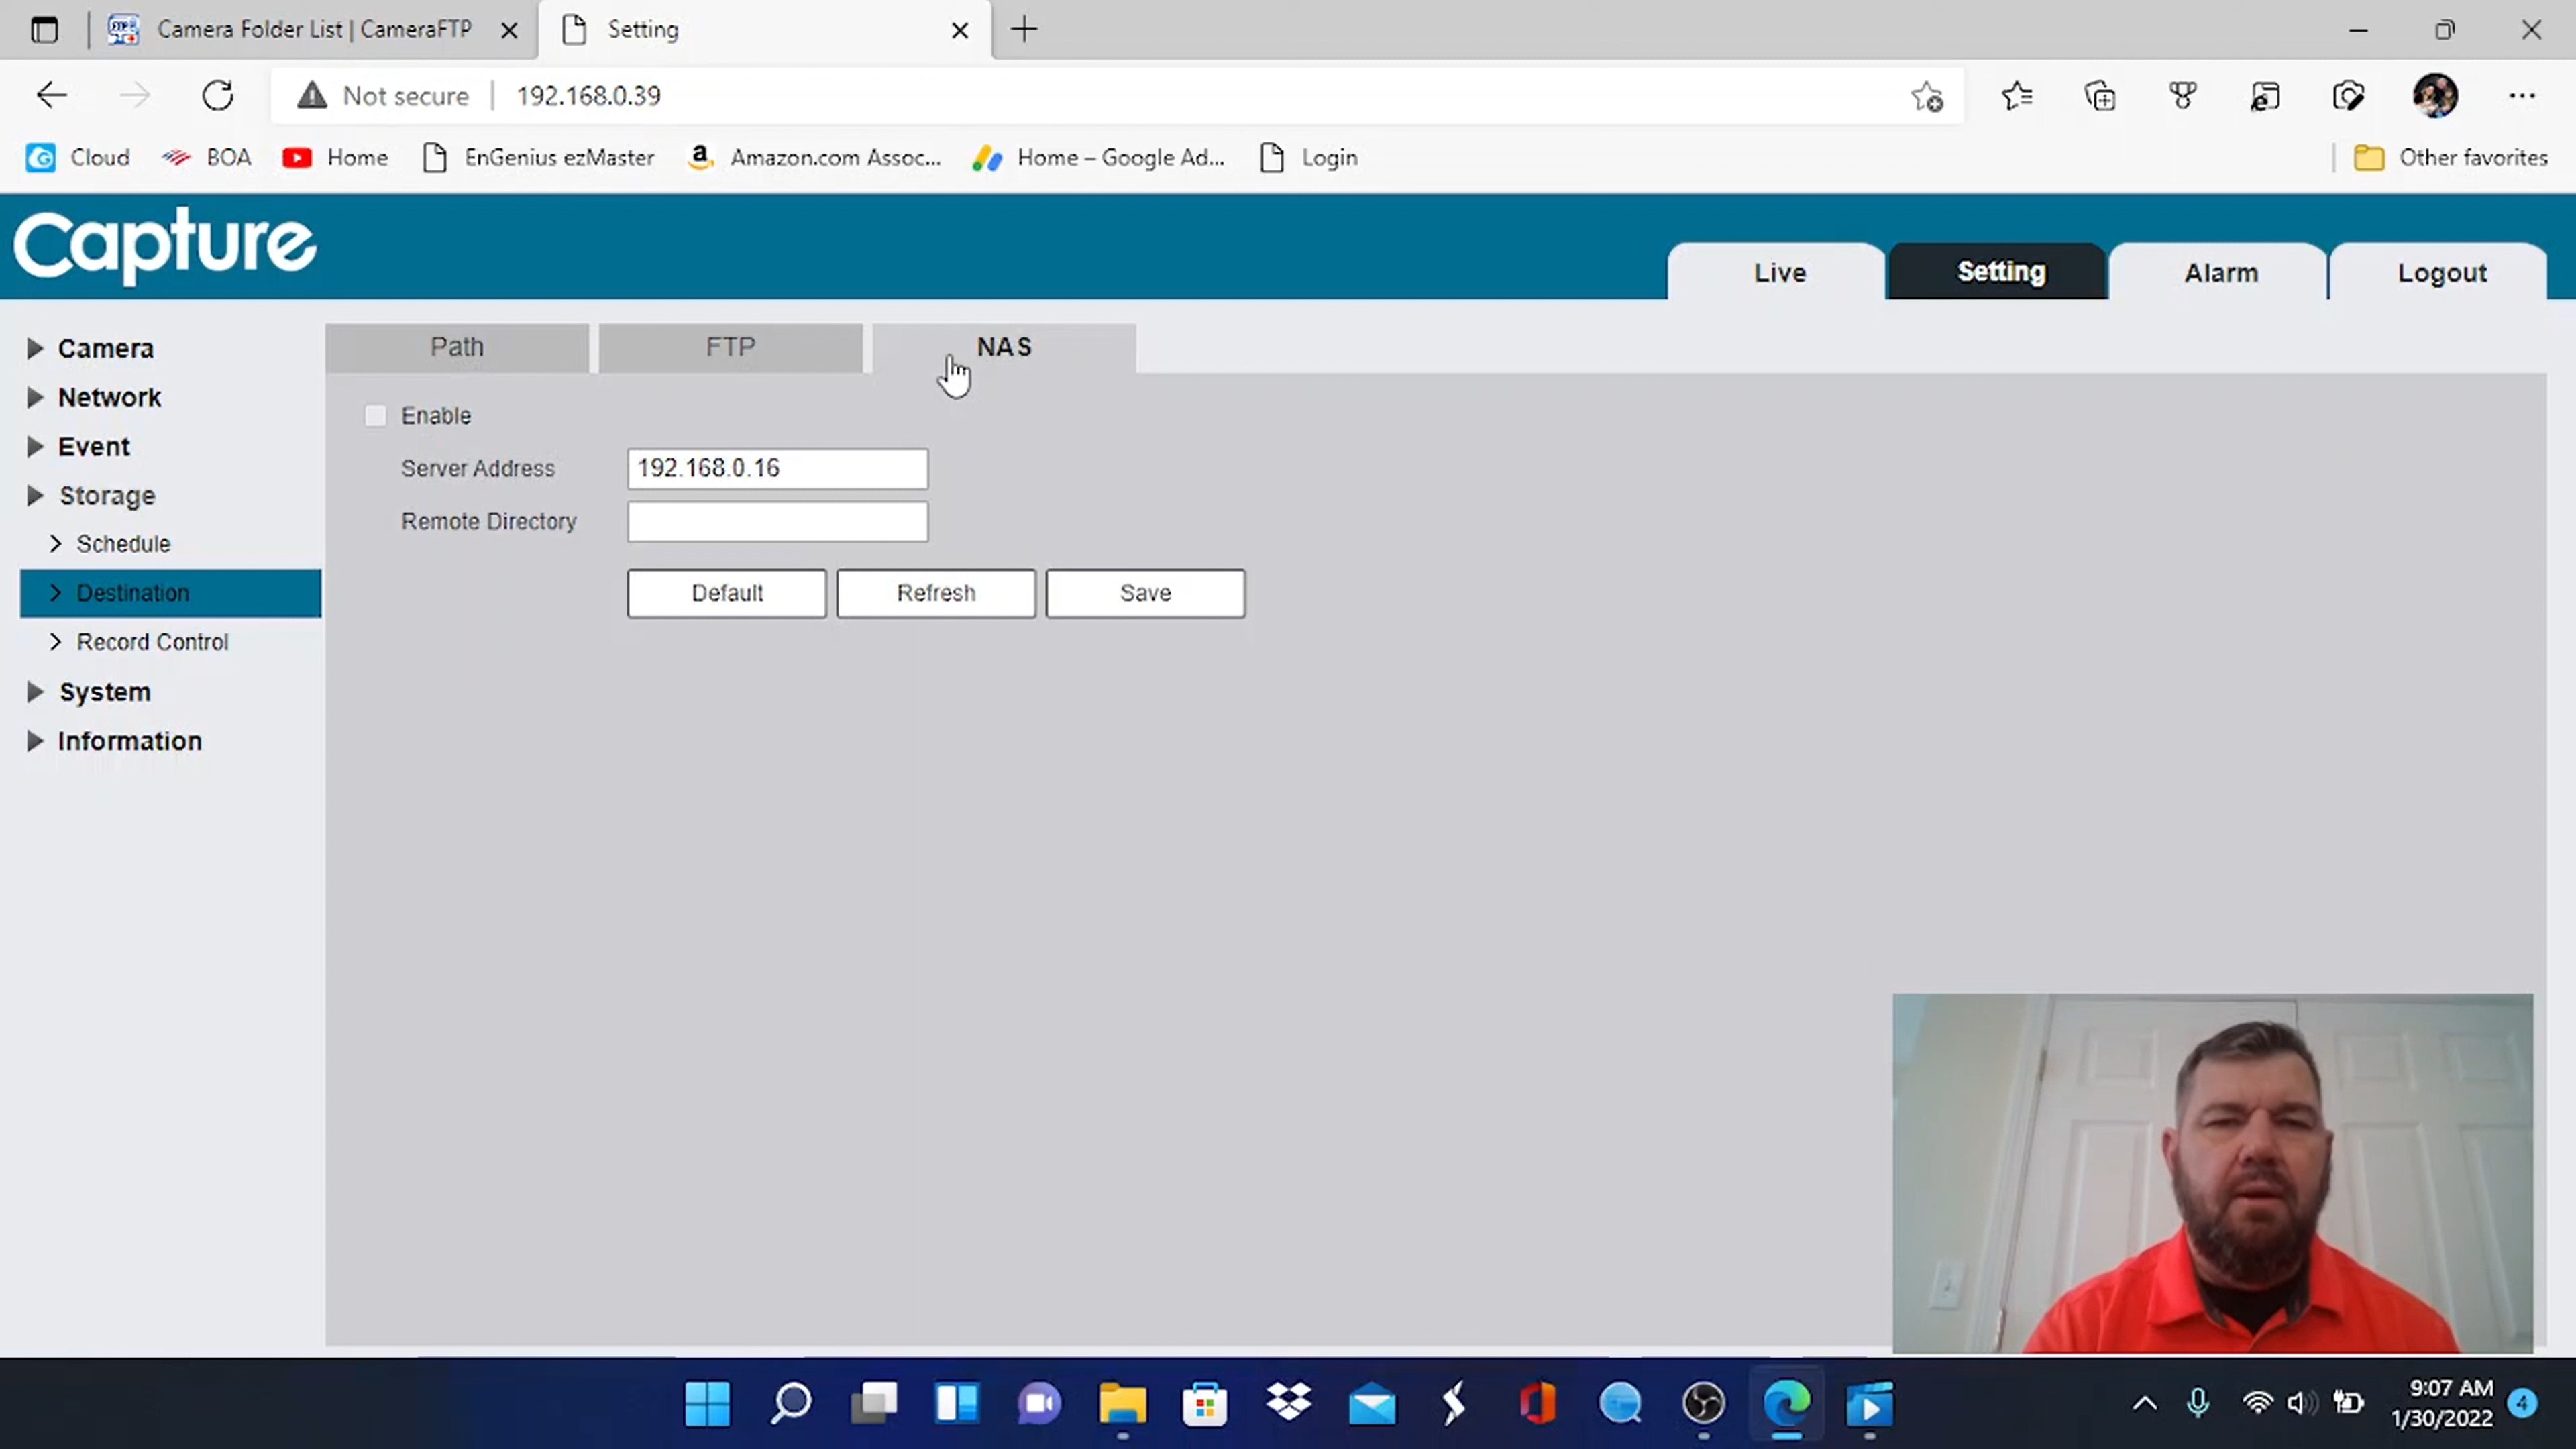 Camera Folder List | CameraFTP
Setting
Not secure
192.168.0.39
Cloud
BOA
Home
EnGenius ezMaster
Amazon.com Assoc...
Home – Google Ad...
Login
Other favorites
Capture
Live
Setting
Alarm
Logout
Camera
Network
Event
Storage
Schedule
Destination
Record Control
System
Information
Path
FTP
NAS
Enable
Server Address
192.168.0.16
Remote Directory
Default
Refresh
Save
9:07 AM
1/30/2022
4